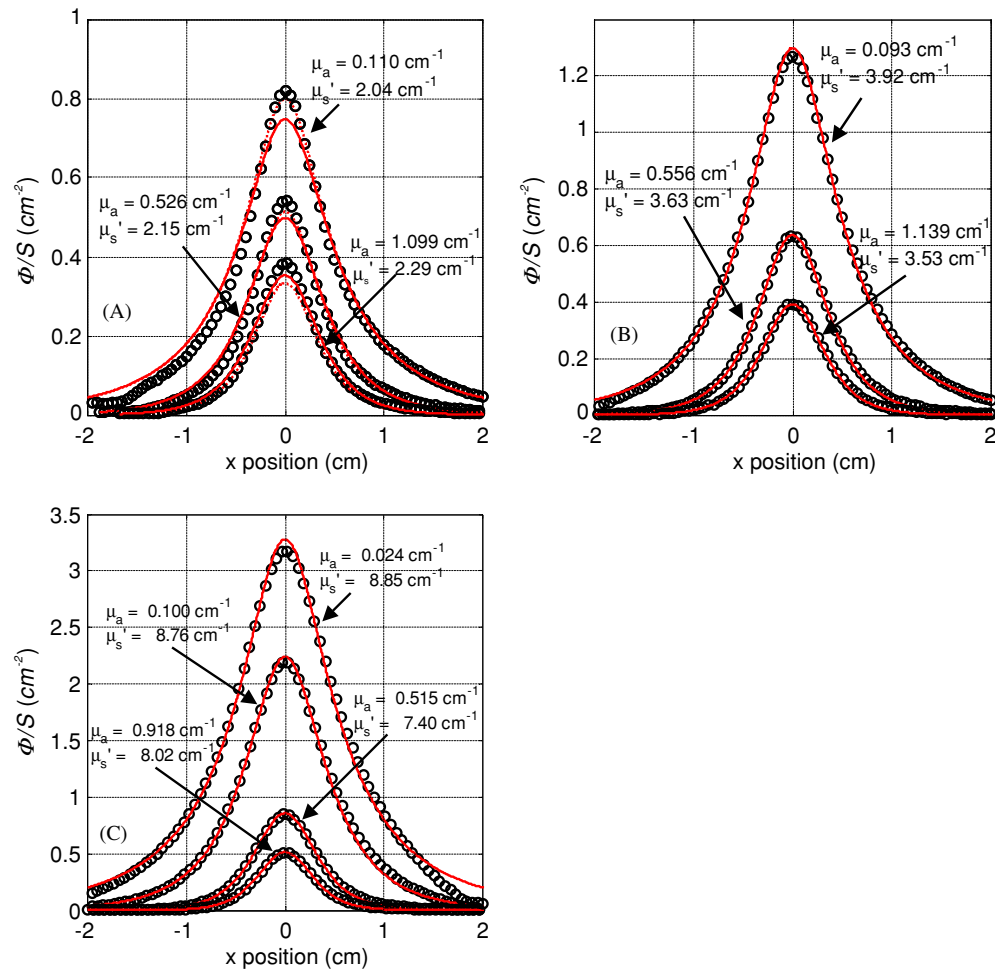 1
0.8
0.6
0.4
0.2
0
-2 -1 0 1 2
x position (cm)
Φ/S (cm⁻²)
(A)
μa = 0.110 cm⁻¹
μs' = 2.04 cm⁻¹
μa = 0.526 cm⁻¹
μs' = 2.15 cm⁻¹
μa = 1.099 cm⁻¹
μs' = 2.29 cm⁻¹
1.2
1
0.8
0.6
0.4
0.2
0
-2 -1 0 1 2
x position (cm)
Φ/S (cm⁻²)
(B)
μa = 0.093 cm⁻¹
μs' = 3.92 cm⁻¹
μa = 0.556 cm⁻¹
μs' = 3.63 cm⁻¹
μa = 1.139 cm⁻¹
μs' = 3.53 cm⁻¹
3.5
3
2.5
2
1.5
1
0.5
0
-2 -1 0 1 2
x position (cm)
Φ/S (cm⁻²)
(C)
μa = 0.024 cm⁻¹
μs' = 8.85 cm⁻¹
μa = 0.100 cm⁻¹
μs' = 8.76 cm⁻¹
μa = 0.515 cm⁻¹
μs' = 7.40 cm⁻¹
μa = 0.918 cm⁻¹
μs' = 8.02 cm⁻¹